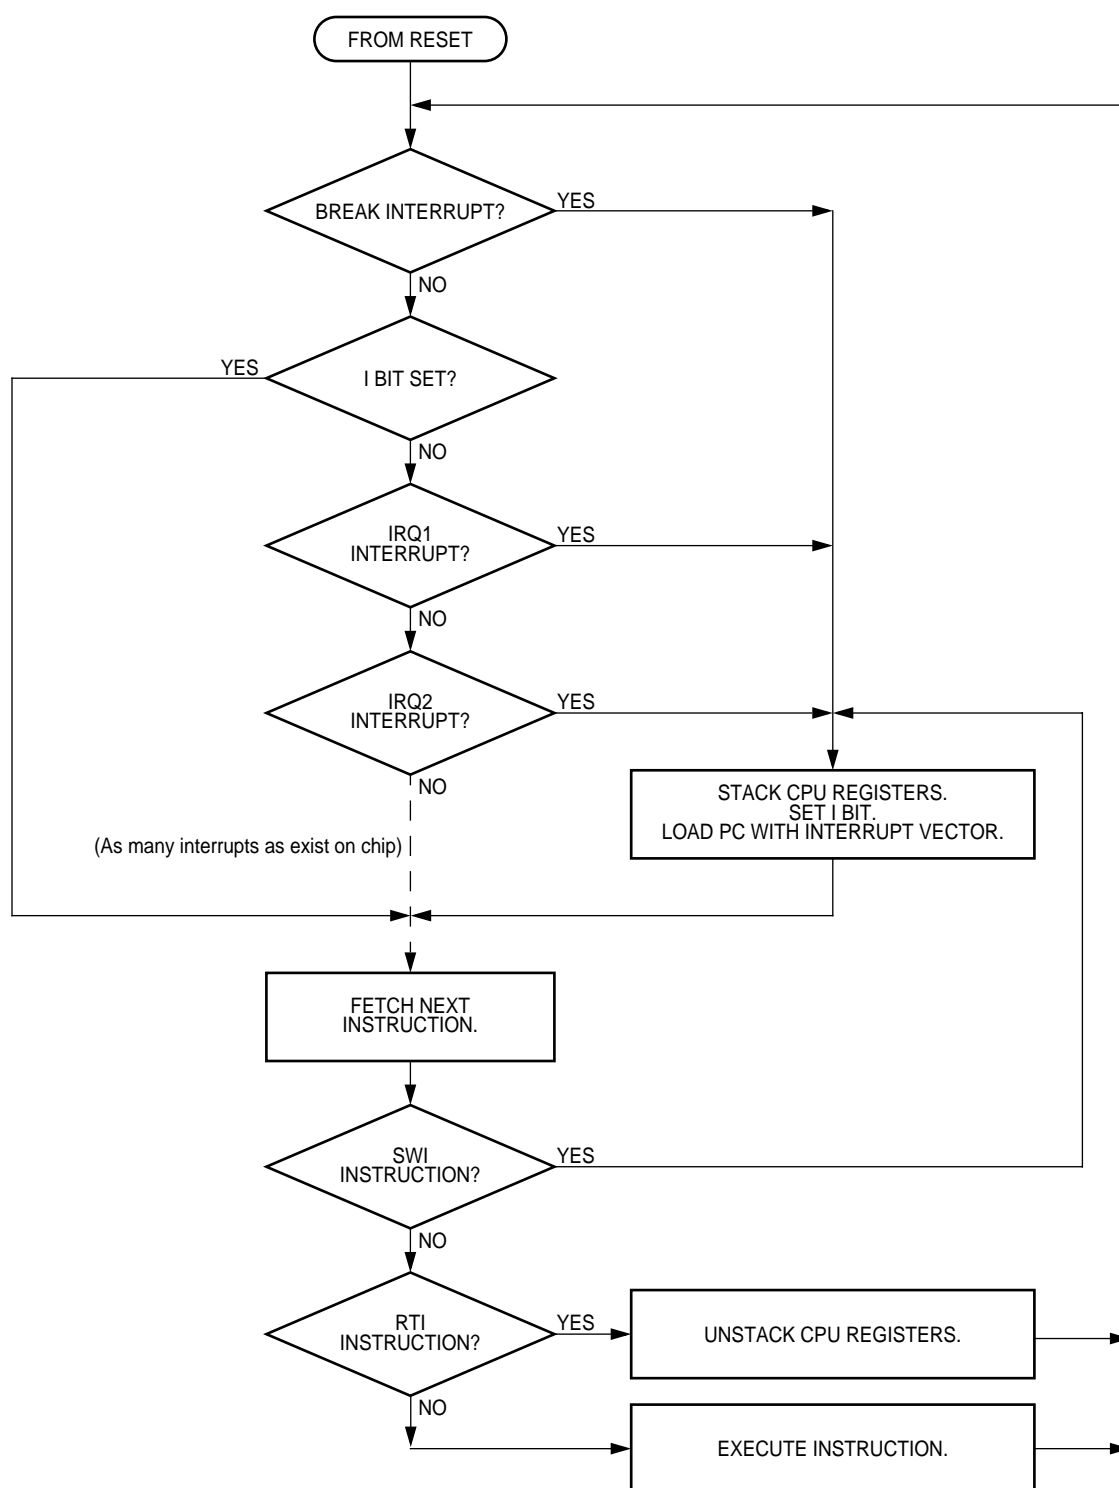 FROM RESET
BREAK INTERRUPT?
YES
NO
YES
I BIT SET?
NO
IRQ1
INTERRUPT?
YES
NO
IRQ2
INTERRUPT?
YES
NO
STACK CPU REGISTERS.
SET I BIT.
LOAD PC WITH INTERRUPT VECTOR.
(As many interrupts as exist on chip)
FETCH NEXT
INSTRUCTION.
SWI
INSTRUCTION?
YES
NO
RTI
INSTRUCTION?
YES
UNSTACK CPU REGISTERS.
NO
EXECUTE INSTRUCTION.